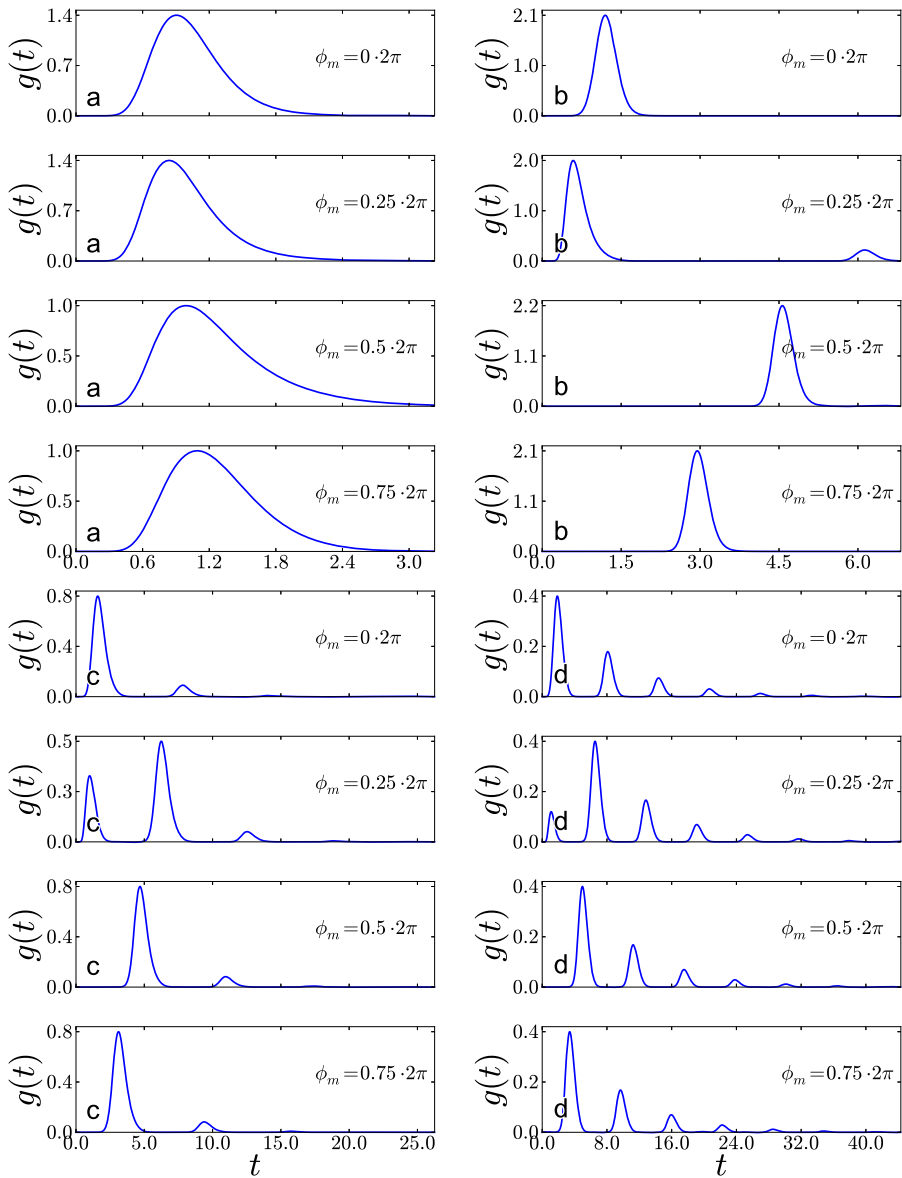 g(t)
1.4
0.7
0.0
a
ϕ_m = 0·2π
g(t)
2.1
1.0
0.0
b
ϕ_m = 0·2π
g(t)
1.4
0.7
0.0
a
ϕ_m = 0.25·2π
g(t)
2.0
1.0
0.0
b
ϕ_m = 0.25·2π
g(t)
1.0
0.5
0.0
a
ϕ_m = 0.5·2π
g(t)
2.2
1.1
0.0
b
ϕ_m = 0.5·2π
g(t)
1.0
0.5
0.0
a
ϕ_m = 0.75·2π
0.0 0.6 1.2 1.8 2.4 3.0
g(t)
2.1
1.1
0.0
b
ϕ_m = 0.75·2π
0.0 1.5 3.0 4.5 6.0
g(t)
0.8
0.4
0.0
c
ϕ_m = 0·2π
g(t)
0.4
0.2
0.0
d
ϕ_m = 0·2π
g(t)
0.5
0.3
0.0
c
ϕ_m = 0.25·2π
g(t)
0.4
0.2
0.0
d
ϕ_m = 0.25·2π
g(t)
0.8
0.4
0.0
c
ϕ_m = 0.5·2π
g(t)
0.4
0.2
0.0
d
ϕ_m = 0.5·2π
g(t)
0.8
0.4
0.0
c
ϕ_m = 0.75·2π
0.0 5.0 10.0 15.0 20.0 25.0
t
g(t)
0.4
0.2
0.0
d
ϕ_m = 0.75·2π
0.0 8.0 16.0 24.0 32.0 40.0
t